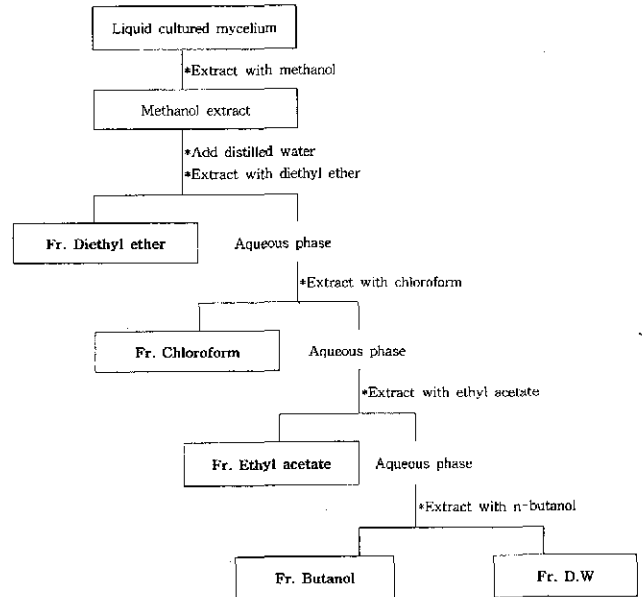 Liquid cultured mycelium
*Extract with methanol
Methanol extract
*Add distilled water
*Extract with diethyl ether
Fr. Diethyl ether
Aqueous phase
*Extract with chloroform
Fr. Chloroform
Aqueous phase
*Extract with ethyl acetate
Fr. Ethyl acetate
Aqueous phase
*Extract with n-butanol
Fr. Butanol
Fr. D.W